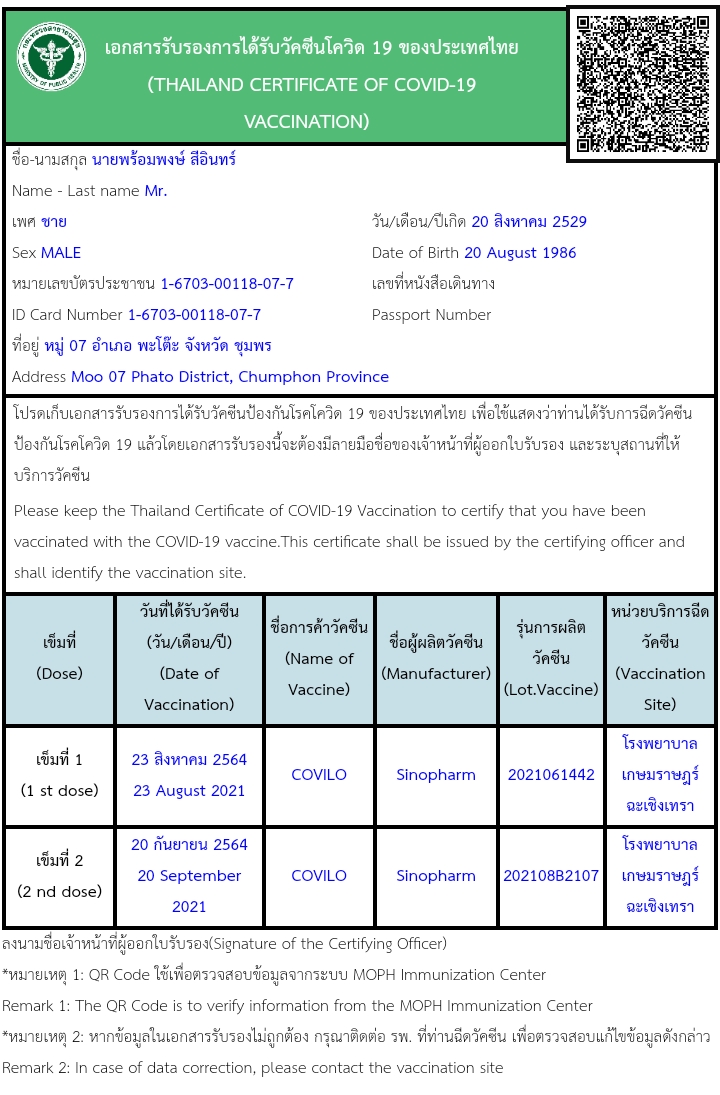 เอกสารรับรองการได้รับวัคซีนโควิด 19 ของประเทศไทย
(THAILAND CERTIFICATE OF COVID-19
VACCINATION)
กระทรวงสาธารณสุข
MINISTRY OF PUBLIC HEALTH
ชื่อ-นามสกุล นายพร้อมพงษ์ สีอินทร์
Name - Last name Mr.
เพศ ชาย วัน/เดือน/ปีเกิด 20 สิงหาคม 2529
Sex MALE Date of Birth 20 August 1986
หมายเลขบัตรประชาชน 1-6703-00118-07-7 เลขที่หนังสือเดินทาง
ID Card Number 1-6703-00118-07-7 Passport Number
ที่อยู่ หมู่ 07 อำเภอ พะโต๊ะ จังหวัด ชุมพร
Address Moo 07 Phato District, Chumphon Province
โปรดเก็บเอกสารรับรองการได้รับวัคซีนป้องกันโรคโควิด 19 ของประเทศไทย เพื่อใช้แสดงว่าท่านได้รับการฉีดวัคซีน
ป้องกันโรคโควิด 19 แล้วโดยเอกสารรับรองนี้จะต้องมีลายมือชื่อของเจ้าหน้าที่ผู้ออกใบรับรอง และระบุสถานที่ให้
บริการวัคซีน
Please keep the Thailand Certificate of COVID-19 Vaccination to certify that you have been
vaccinated with the COVID-19 vaccine.This certificate shall be issued by the certifying officer and
shall identify the vaccination site.
เข็มที่
(Dose)
วันที่ได้รับวัคซีน
(วัน/เดือน/ปี)
(Date of
Vaccination)
ชื่อการค้าวัคซีน
(Name of
Vaccine)
ชื่อผู้ผลิตวัคซีน
(Manufacturer)
รุ่นการผลิต
วัคซีน
(Lot.Vaccine)
หน่วยบริการฉีด
วัคซีน
(Vaccination
Site)
เข็มที่ 1
(1 st dose)
23 สิงหาคม 2564
23 August 2021
COVILO
Sinopharm
2021061442
โรงพยาบาล
เกษมราษฎร์
ฉะเชิงเทรา
เข็มที่ 2
(2 nd dose)
20 กันยายน 2564
20 September
2021
COVILO
Sinopharm
202108B2107
โรงพยาบาล
เกษมราษฎร์
ฉะเชิงเทรา
ลงนามชื่อเจ้าหน้าที่ผู้ออกใบรับรอง(Signature of the Certifying Officer)
*หมายเหตุ 1: QR Code ใช้เพื่อตรวจสอบข้อมูลจากระบบ MOPH Immunization Center
Remark 1: The QR Code is to verify information from the MOPH Immunization Center
*หมายเหตุ 2: หากข้อมูลในเอกสารรับรองไม่ถูกต้อง กรุณาติดต่อ รพ. ที่ท่านฉีดวัคซีน เพื่อตรวจสอบแก้ไขข้อมูลดังกล่าว
Remark 2: In case of data correction, please contact the vaccination site